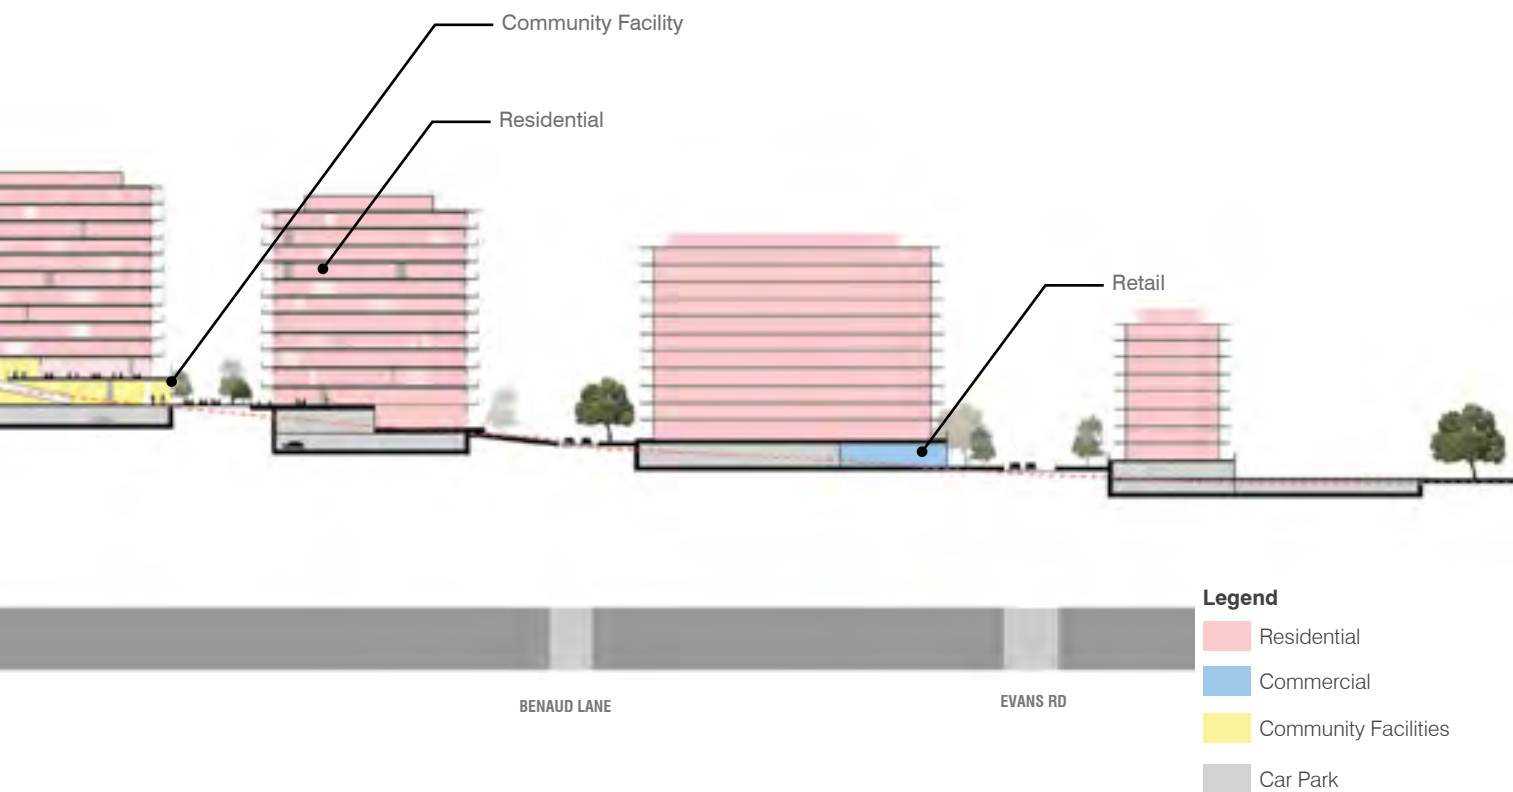 Community Facility
Residential
Retail
Legend
Residential
Commercial
Community Facilities
Car Park
BENAUD LANE
EVANS RD